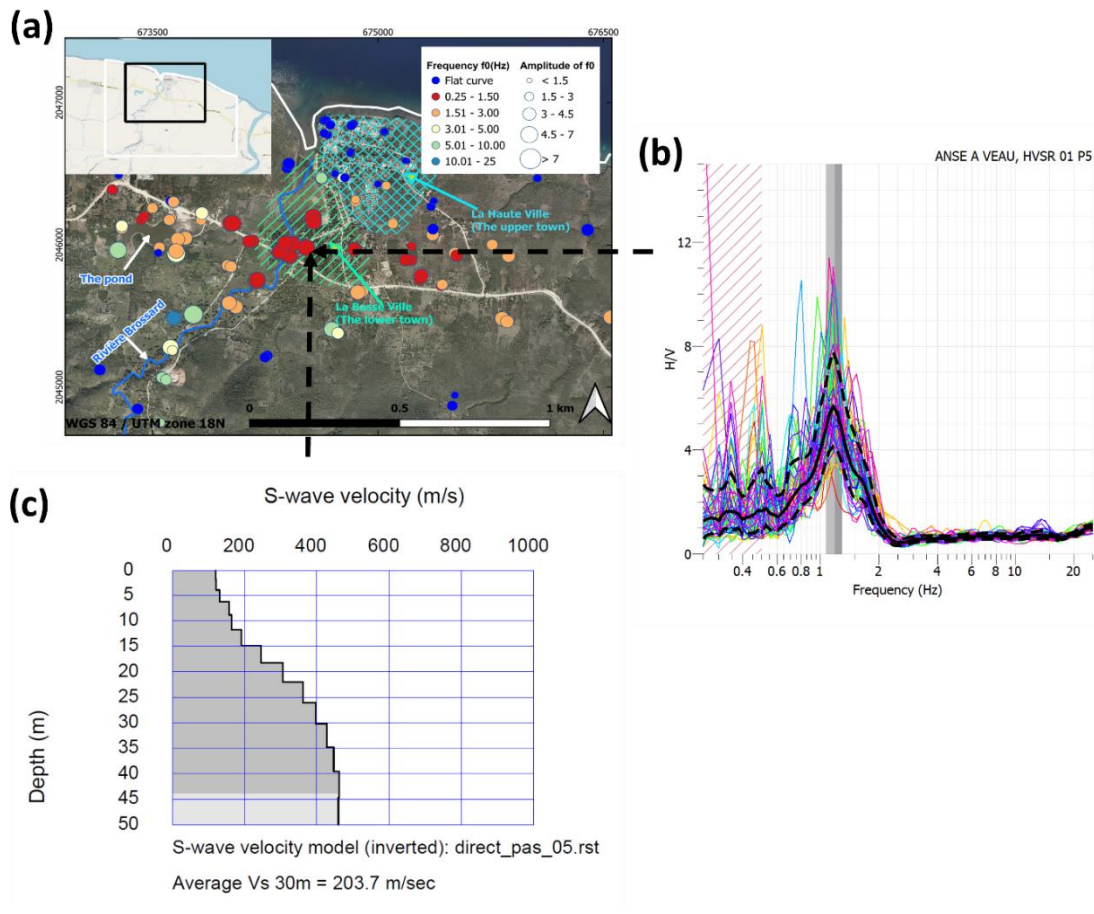 (a)
673500
675000
676500
2047000
2046000
2045000
Frequency f0(Hz)
Flat curve
0.25 - 1.50
1.51 - 3.00
3.01 - 5.00
5.01 - 10.00
10.01 - 25
Amplitude of f0
< 1.5
1.5 - 3
3 - 4.5
4.5 - 7
> 7
La Haute Ville
(The upper town)
The pond
La Basse Ville
(The lower town)
Rivière Brossard
WGS 84 / UTM zone 18N
0
0.5
1 km
(b)
ANSE A VEAU, HVSR 01 P5
H/V
12
8
4
0
0.4
0.6
0.8
1
2
4
6
8
10
20
Frequency (Hz)
(c)
S-wave velocity (m/s)
0
200
400
600
800
1000
Depth (m)
0
5
10
15
20
25
30
35
40
45
50
S-wave velocity model (inverted): direct_pas_05.rst
Average Vs 30m = 203.7 m/sec